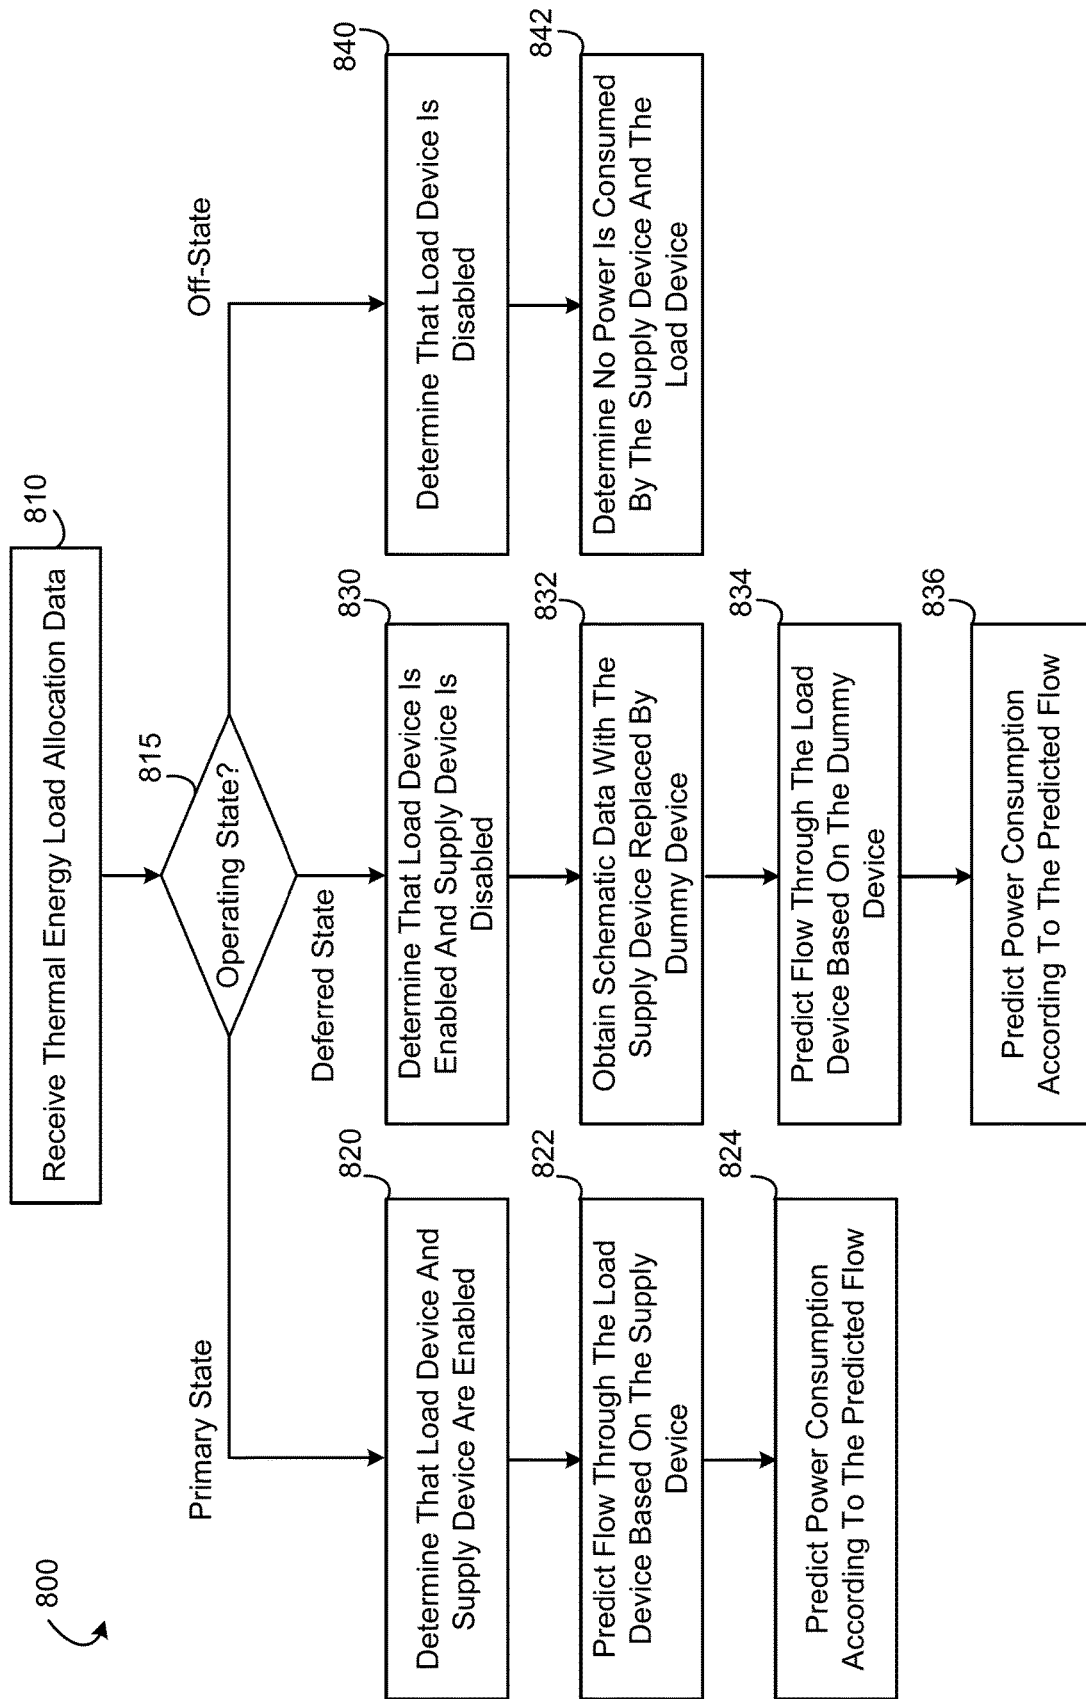 800
810
Receive Thermal Energy Load Allocation Data
815
Operating State?
Primary State
Deferred State
Off-State
820
Determine That Load Device And
Supply Device Are Enabled
822
Predict Flow Through The Load
Device Based On The Supply
Device
824
Predict Power Consumption
According To The Predicted Flow
830
Determine That Load Device Is
Enabled And Supply Device Is
Disabled
832
Obtain Schematic Data With The
Supply Device Replaced By
Dummy Device
834
Predict Flow Through The Load
Device Based On The Dummy
Device
836
Predict Power Consumption
According To The Predicted Flow
840
Determine That Load Device Is
Disabled
842
Determine No Power Is Consumed
By The Supply Device And The
Load Device